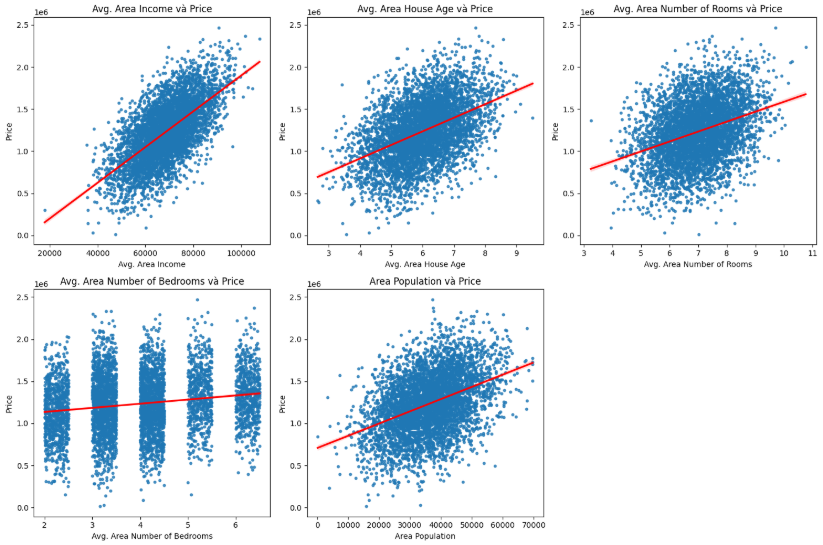 Avg. Area Income và Price
1e6
2.5
2.0
1.5
1.0
0.5
0.0
Price
20000 40000 60000 80000 100000
Avg. Area Income
Avg. Area House Age và Price
1e6
2.5
2.0
1.5
1.0
0.5
0.0
Price
3 4 5 6 7 8 9
Avg. Area House Age
Avg. Area Number of Rooms và Price
1e6
2.5
2.0
1.5
1.0
0.5
0.0
Price
3 4 5 6 7 8 9 10 11
Avg. Area Number of Rooms
Avg. Area Number of Bedrooms và Price
1e6
2.5
2.0
1.5
1.0
0.5
0.0
Price
2 3 4 5 6
Avg. Area Number of Bedrooms
Area Population và Price
1e6
2.5
2.0
1.5
1.0
0.5
0.0
Price
0 10000 20000 30000 40000 50000 60000 70000
Area Population